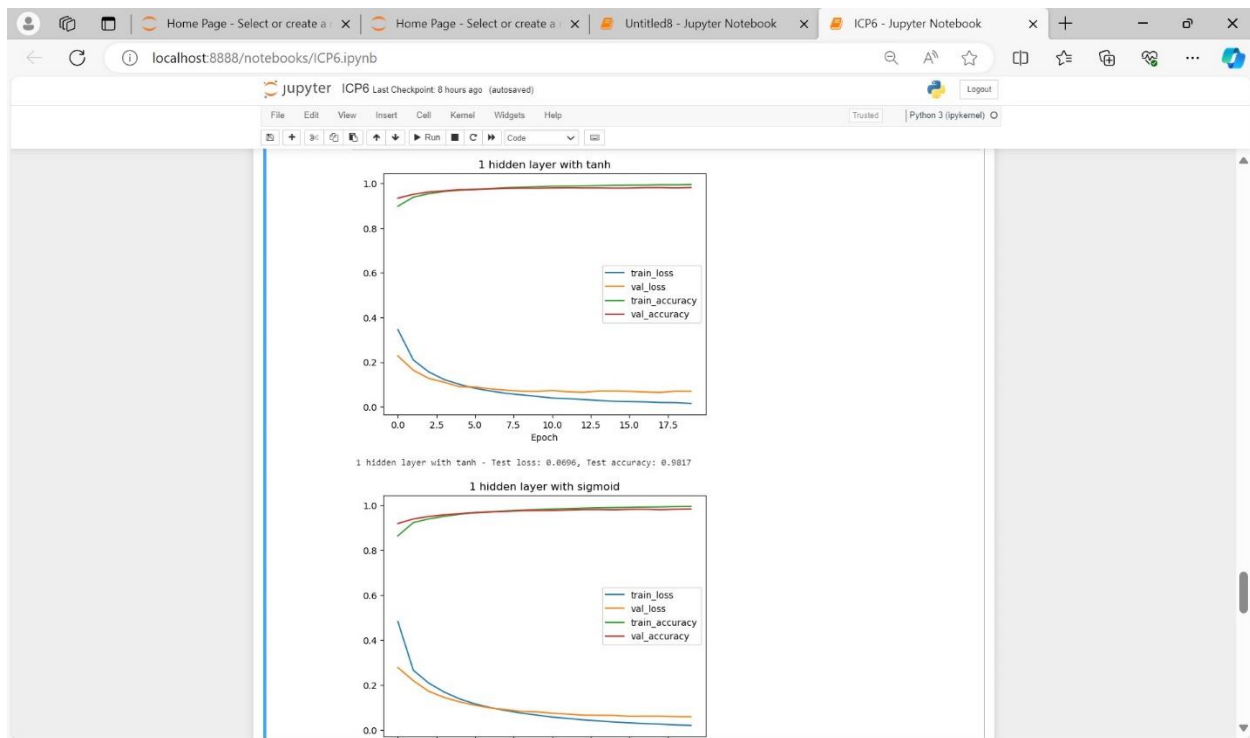 Home Page - Select or create a
Home Page - Select or create a
Untitled8 - Jupyter Notebook
ICP6 - Jupyter Notebook
localhost:8888/notebooks/ICP6.ipynb
jupyter ICP6 Last Checkpoint: 8 hours ago (autosaved)
Logout
File Edit View Insert Cell Kernel Widgets Help
Trusted
Python 3 (ipykernel)
Run
Code
1 hidden layer with tanh
1.0
0.8
0.6
0.4
0.2
0.0
train_loss
val_loss
train_accuracy
val_accuracy
0.0 2.5 5.0 7.5 10.0 12.5 15.0 17.5
Epoch
1 hidden layer with tanh - Test loss: 0.0696, Test accuracy: 0.9817
1 hidden layer with sigmoid
1.0
0.8
0.6
0.4
0.2
0.0
train_loss
val_loss
train_accuracy
val_accuracy